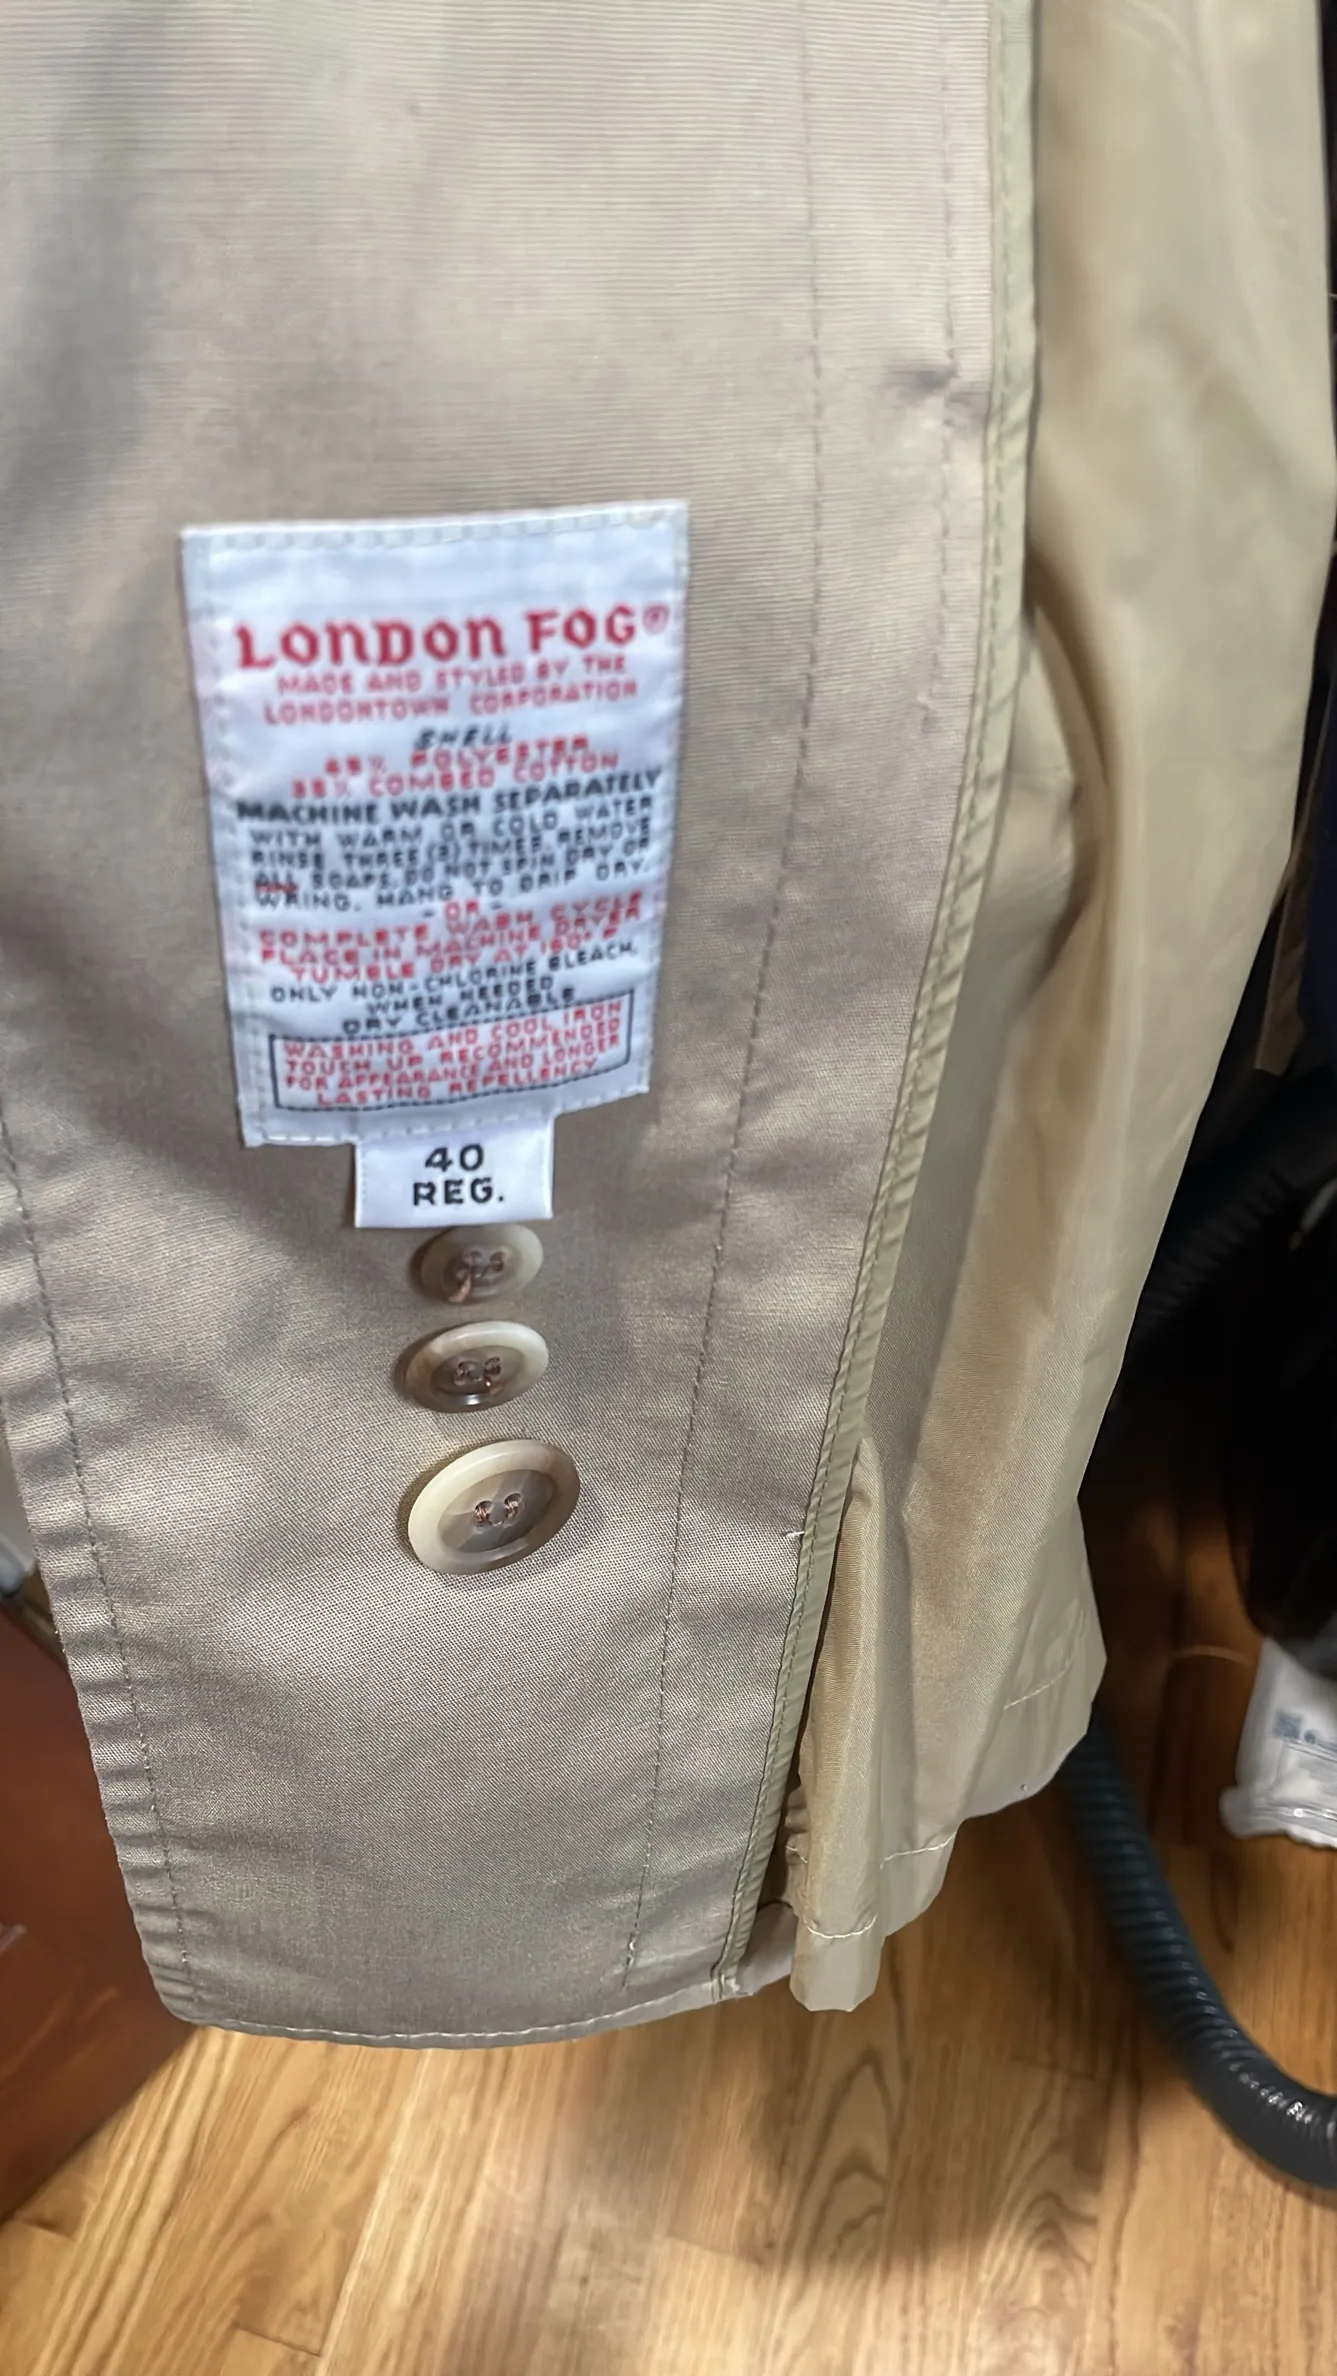 LONDON FOG®
MADE AND STYLED BY THE
LONDONTOWN CORPORATION
SHELL
65% POLYESTER
35% COMBED COTTON
MACHINE WASH SEPARATELY
WITH WARM OR COLD WATER
RINSE THREE (3) TIMES. REMOVE
ALL SOAPS. DO NOT SPIN DRY OR
WRING. HANG TO DRIP DRY.
- OR -
COMPLETE WASH CYCLE
PLACE IN MACHINE DRYER
TUMBLE DRY AT 160° F
ONLY NON-CHLORINE BLEACH
WHEN NEEDED
DRY CLEANABLE
WASHING AND COOL IRON
TOUCH UP RECOMMENDED
FOR APPEARANCE AND LONGER
LASTING REPELLENCY
40
REG.